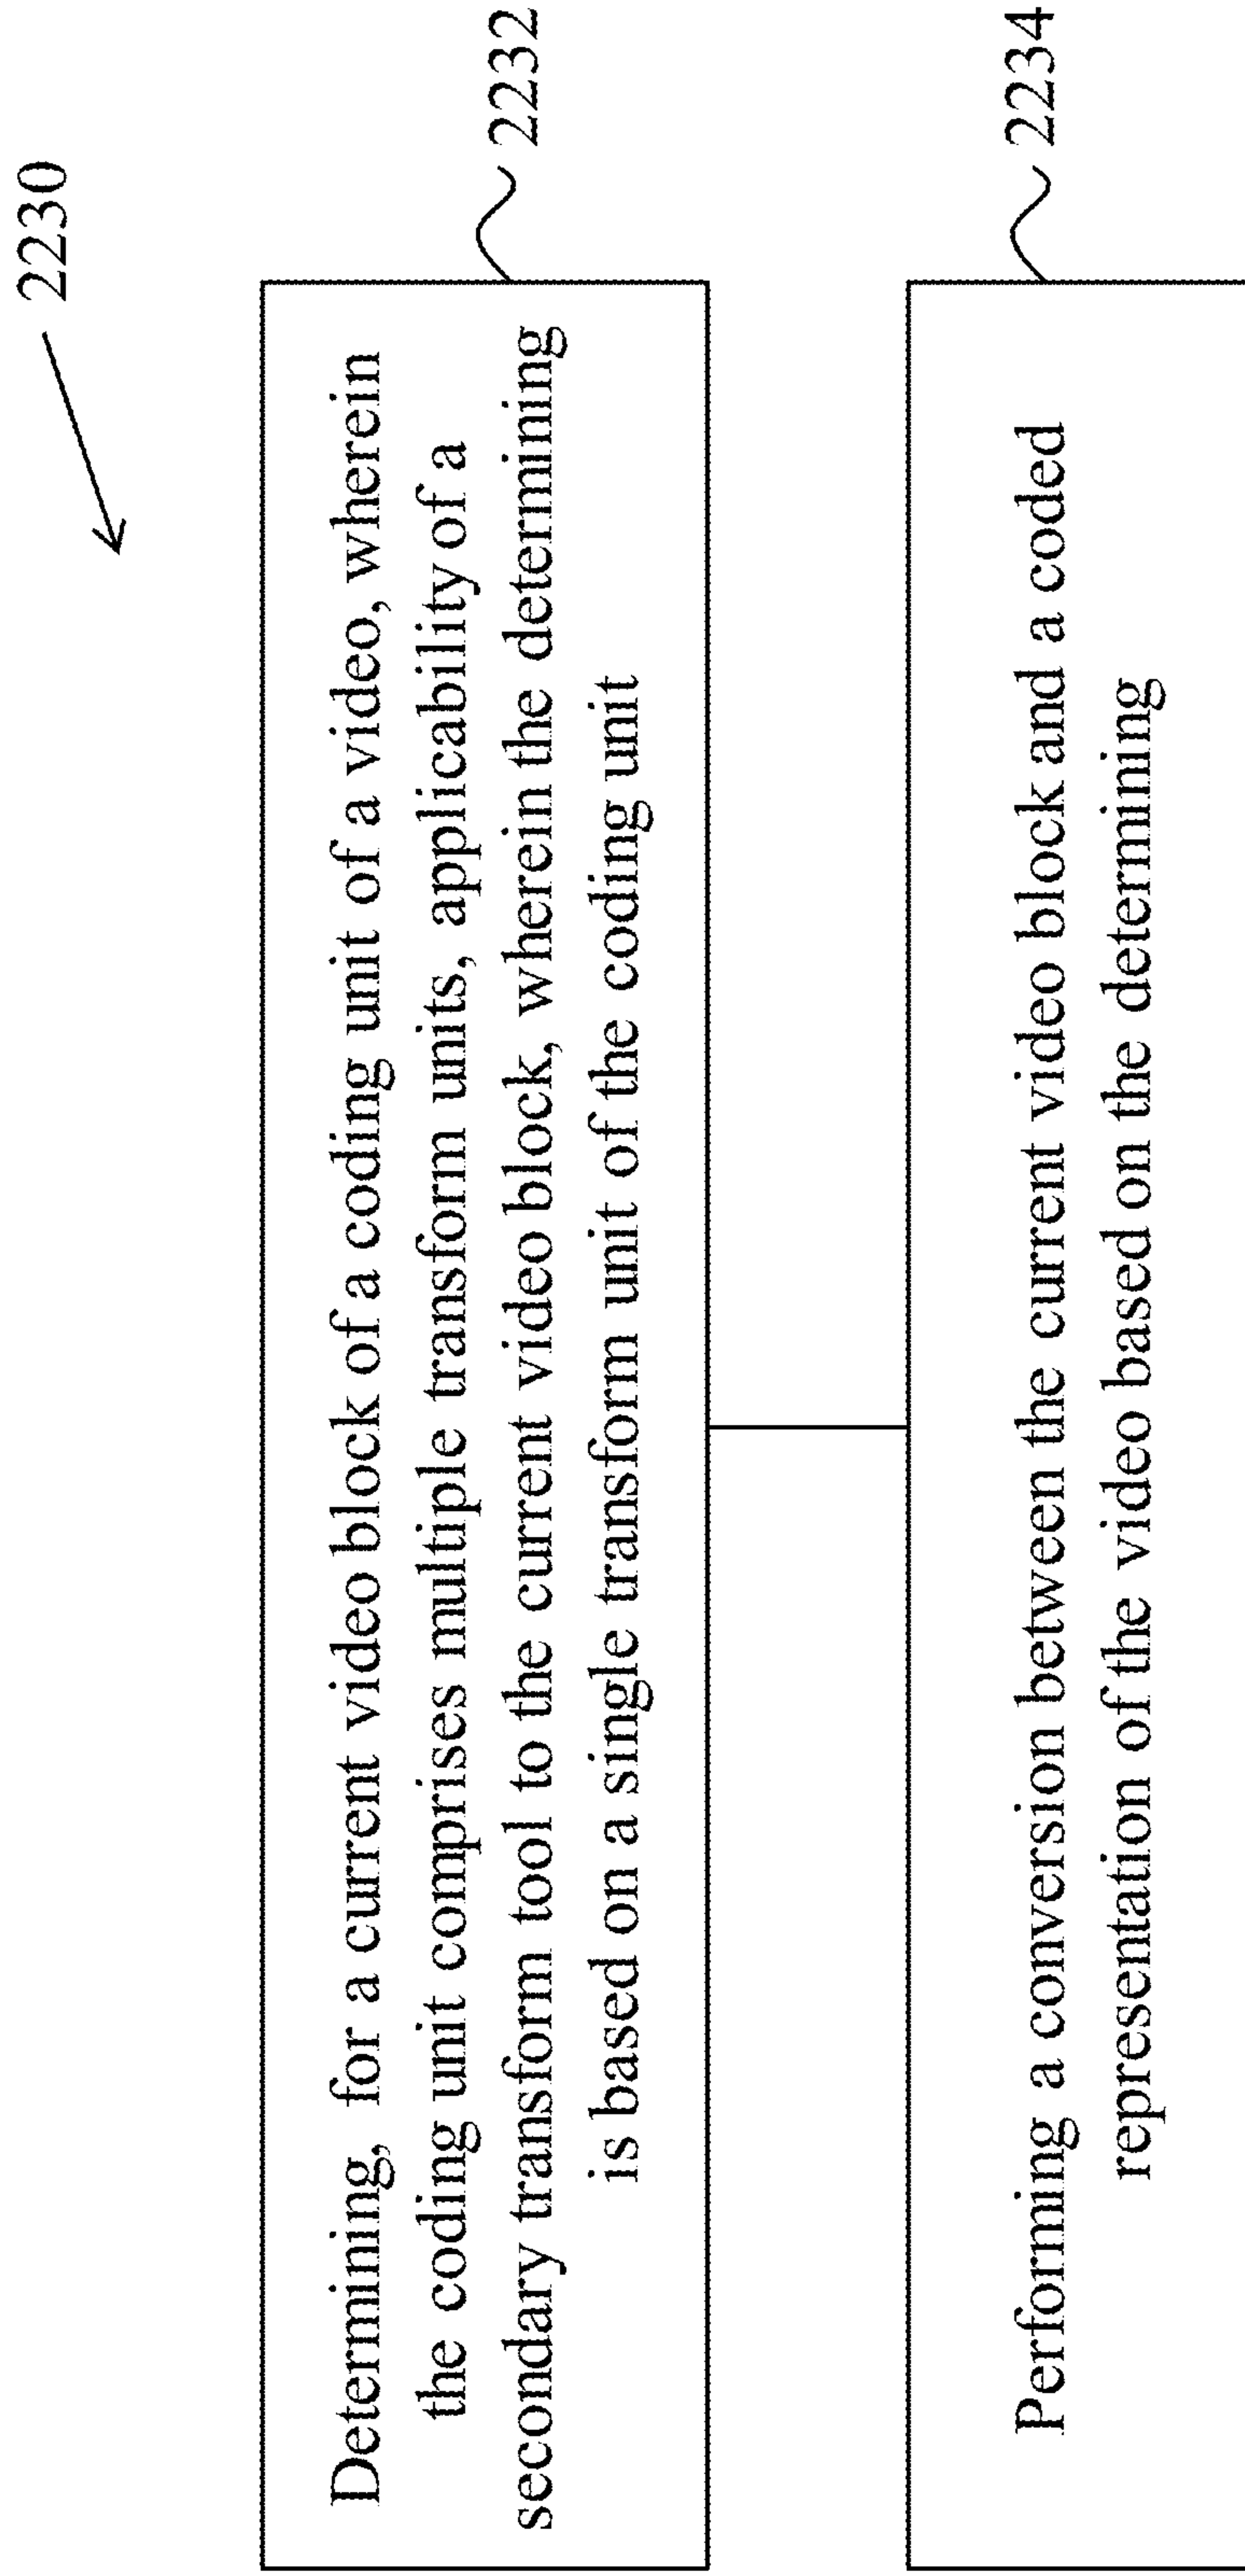 2230
Determining, for a current video block of a coding unit of a video, wherein
the coding unit comprises multiple transform units, applicability of a
secondary transform tool to the current video block, wherein the determining
is based on a single transform unit of the coding unit
2232
Performing a conversion between the current video block and a coded
representation of the video based on the determining
2234